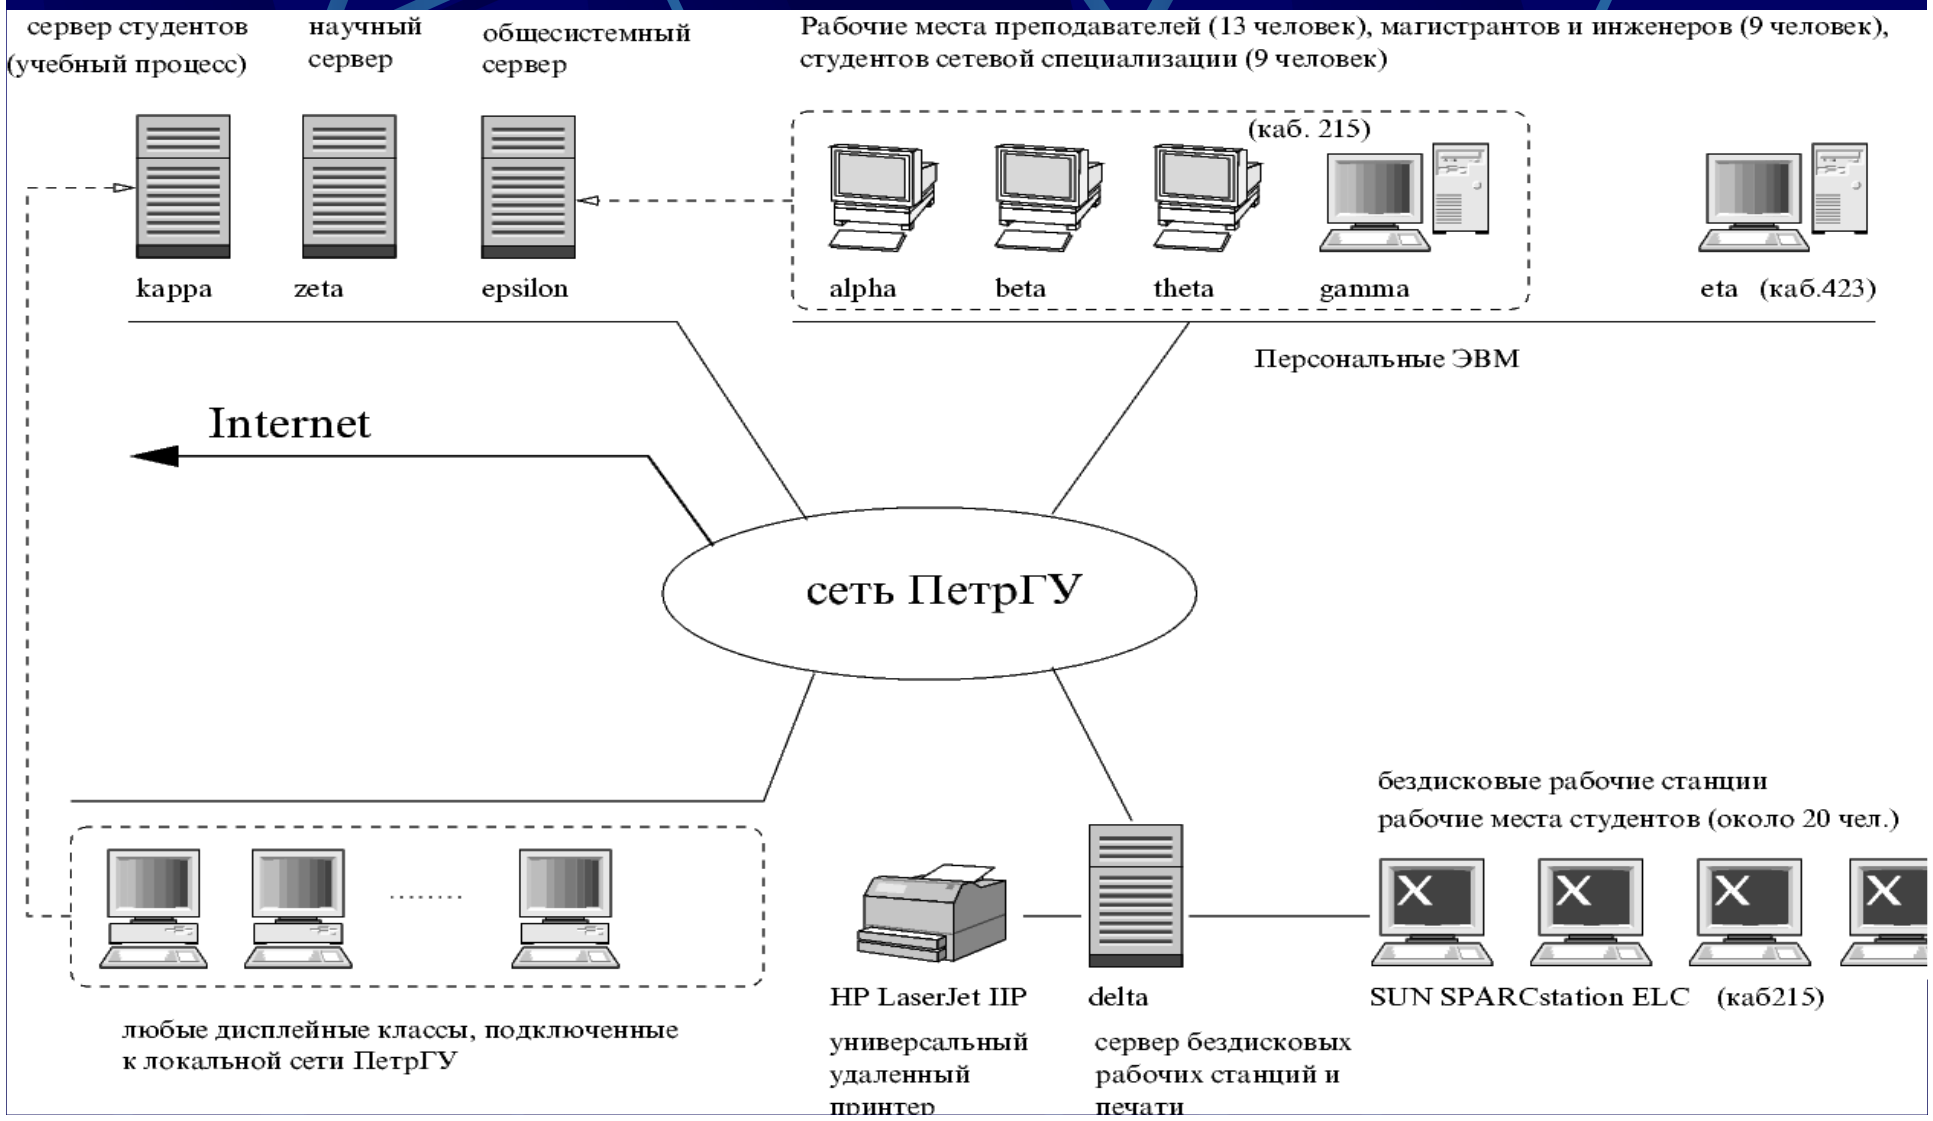 сервер студентов
(учебный процесс)
научный
сервер
общесистемный
сервер
Рабочие места преподавателей (13 человек), магистрантов и инженеров (9 человек),
студентов сетевой специализации (9 человек)
(каб. 215)
kappa
zeta
epsilon
alpha
beta
theta
gamma
eta (каб.423)
Персональные ЭВМ
Internet
сеть ПетрГУ
бездисковые рабочие станции
рабочие места студентов (около 20 чел.)
X
X
X
X
........
HP LaserJet IIP
delta
SUN SPARCstation ELC (каб215)
любые дисплейные классы, подключенные
к локальной сети ПетрГУ
универсальный
удаленный
принтер
сервер бездисковых
рабочих станций и
печати